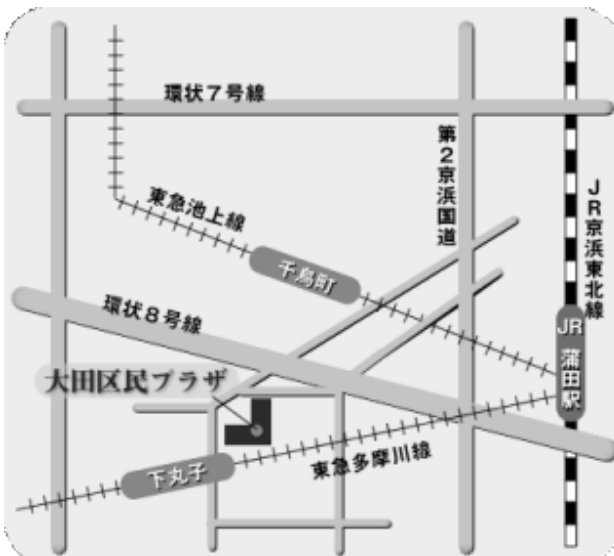 環状7号線
第2京浜国道
JR京浜東北線
東急池上線
千鳥町
環状8号線
JR
蒲田駅
大田区民プラザ
下丸子
東急多摩川線